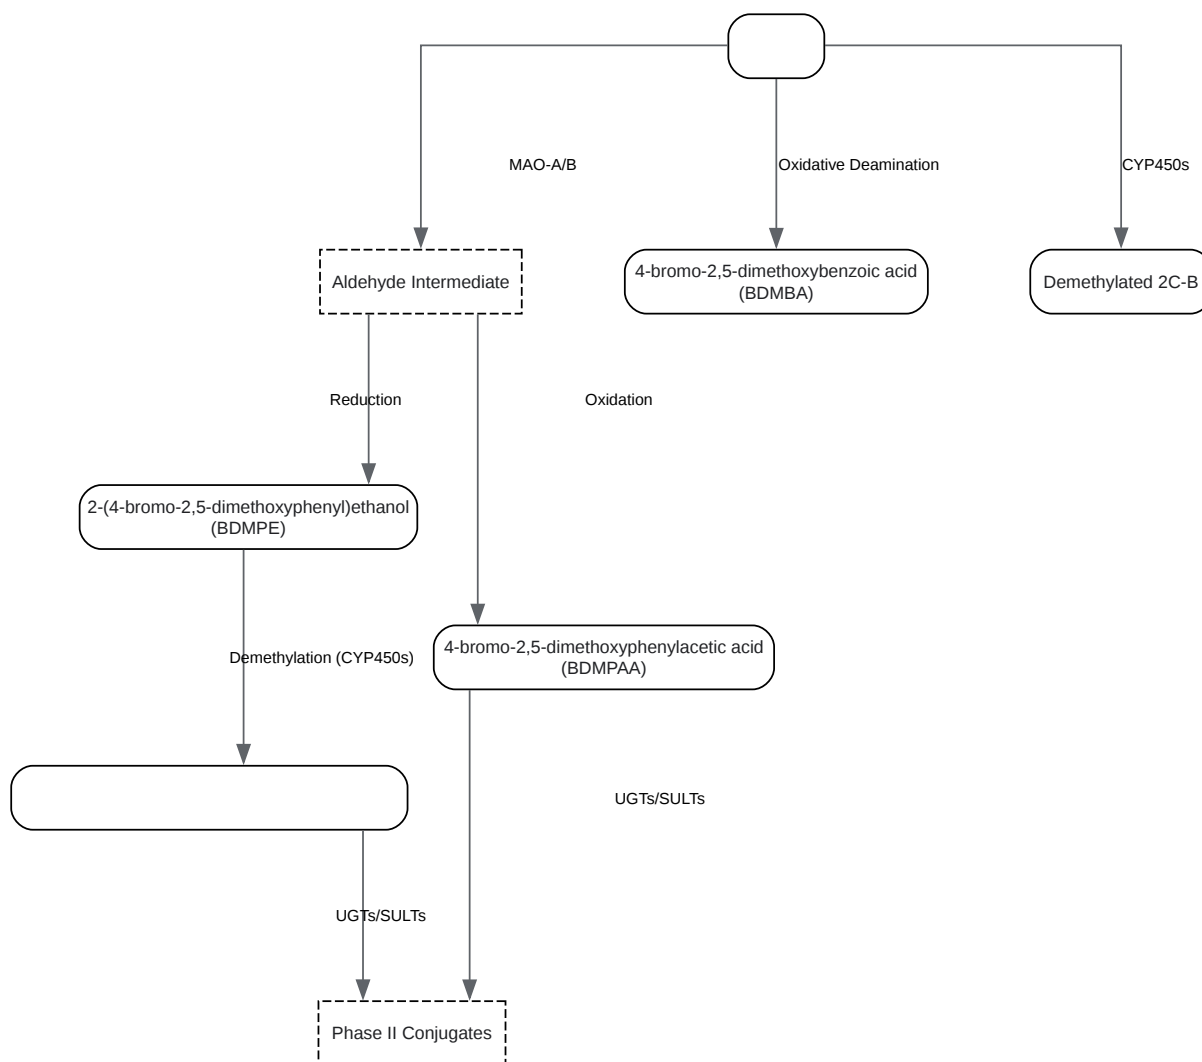 MAO-A/B
Oxidative Deamination
CYP450s
Aldehyde Intermediate
4-bromo-2,5-dimethoxybenzoic acid
(BDMBA)
Demethylated 2C-B
Reduction
Oxidation
2-(4-bromo-2,5-dimethoxyphenyl)ethanol
(BDMPE)
Demethylation (CYP450s)
4-bromo-2,5-dimethoxyphenylacetic acid
(BDMPAA)
UGTs/SULTs
UGTs/SULTs
Phase II Conjugates